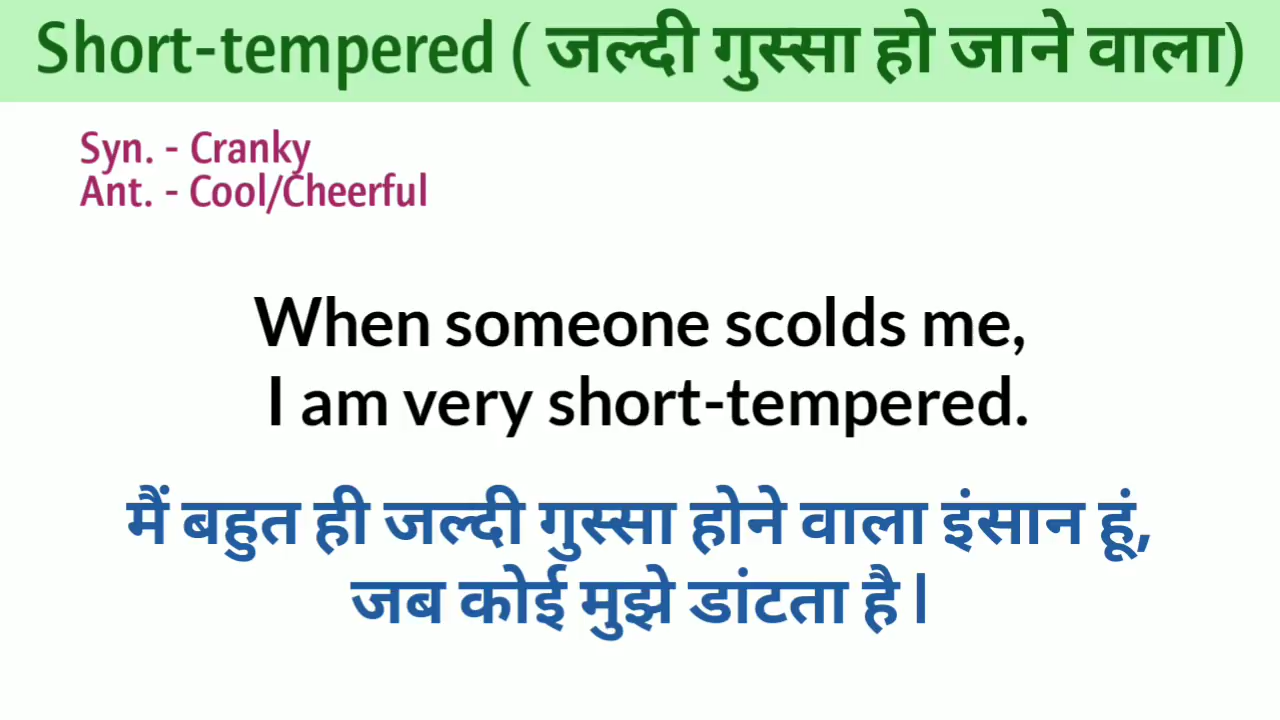 Short-tempered ( जल्दी गुस्सा हो जाने वाला)
Syn. - Cranky
Ant. - Cool/Cheerful
When someone scolds me,
I am very short-tempered.
मैं बहुत ही जल्दी गुस्सा होने वाला इंसान हूं,
जब कोई मुझे डांटता है।